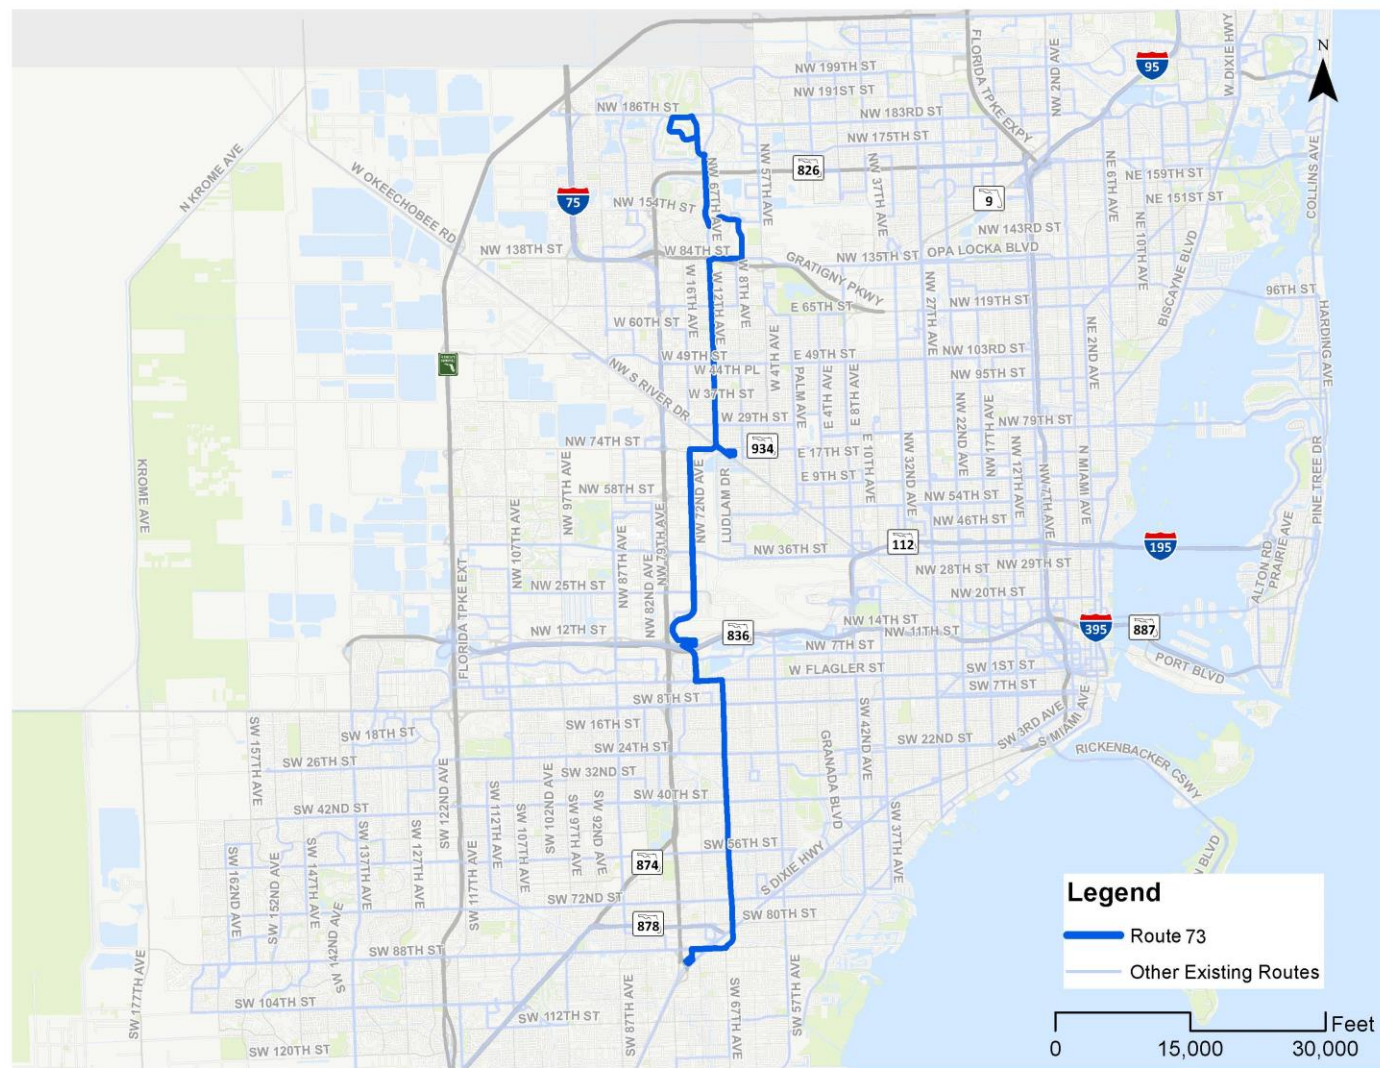 NW 199TH ST
NW 191ST ST
NW 186TH ST
NW 183RD ST
NW 175TH ST
FLORIDA TPKE EXPY
NW 2ND AVE
95
W DIXIE HWY
N
COLLINS AVE
N KROME AVE
W OKEECHOBEE RD
75
NW 154TH ST
NW 67TH AVE
NW 57TH AVE
826
NW 37TH AVE
9
NE 6TH AVE
NE 159TH ST
NE 151ST ST
NE 10TH AVE
NW 143RD ST
OPA LOCKA BLVD
NW 135TH ST
NW 138TH ST
W 84TH ST
GRATIGNY PKWY
W 16TH AVE
W 12TH AVE
W 8TH AVE
E 65TH ST
NW 27TH AVE
NW 119TH ST
BISCAYNE BLVD
96TH ST
HARDING AVE
W 60TH ST
W 49TH ST
E 49TH ST
NW 103RD ST
NE 2ND AVE
W 44TH PL
W 4TH AVE
NW 95TH ST
NW S RIVER DR
W 37TH ST
PALM AVE
E 4TH AVE
E 8TH AVE
NW 22ND AVE
NW 17TH AVE
W 29TH ST
NW 79TH ST
NW 74TH ST
934
E 17TH ST
E 10TH AVE
NW 32ND AVE
NW 12TH AVE
NW 7TH AVE
N MIAMI AVE
PINE TREE DR
KROME AVE
NW 97TH AVE
NW 58TH ST
NW 72ND AVE
LUDLAM DR
E 9TH ST
NW 54TH ST
NW 46TH ST
NW 107TH AVE
NW 87TH AVE
NW 79TH AVE
NW 82ND AVE
NW 36TH ST
112
195
ALTON RD
PRAIRIE AVE
NW 25TH ST
NW 28TH ST
NW 29TH ST
NW 20TH ST
FLORIDA TPKE EXT
NW 12TH ST
836
NW 14TH ST
NW 11TH ST
NW 7TH ST
395
887
PORT BLVD
W FLAGLER ST
SW 1ST ST
SW 7TH ST
SW 8TH ST
SW 157TH AVE
SW 18TH ST
SW 16TH ST
SW 42ND AVE
SW 3RD AVE
S MIAMI AVE
SW 26TH ST
SW 24TH ST
SW 22ND ST
GRANADA BLVD
RICKENBACKER CSWY
SW 122ND AVE
SW 32ND ST
SW 42ND ST
SW 40TH ST
SW 112TH AVE
SW 107TH AVE
SW 102ND AVE
SW 97TH AVE
SW 92ND AVE
SW 37TH AVE
SW 162ND AVE
SW 152ND AVE
SW 147TH AVE
SW 137TH AVE
SW 127TH AVE
SW 117TH AVE
SW 56TH ST
874
S DIXIE HWY
N BLVD
SW 142ND AVE
SW 72ND ST
878
SW 80TH ST
SW 88TH ST
SW 177TH AVE
SW 87TH AVE
SW 67TH AVE
SW 57TH AVE
SW 104TH ST
SW 112TH ST
SW 120TH ST
Legend
Route 73
Other Existing Routes
Feet
0 15,000 30,000